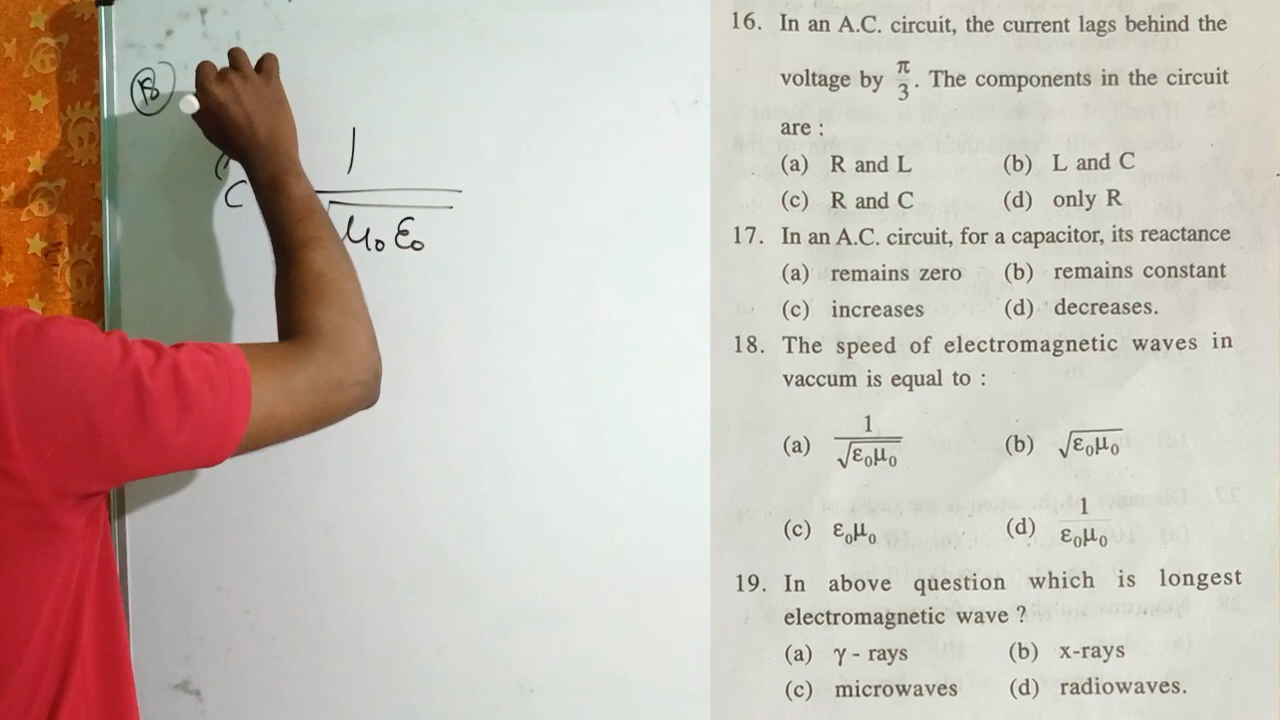 18
C
1
√μ₀ε₀
16. In an A.C. circuit, the current lags behind the
voltage by π/3. The components in the circuit
are :
(a) R and L (b) L and C
(c) R and C (d) only R
17. In an A.C. circuit, for a capacitor, its reactance
(a) remains zero (b) remains constant
(c) increases (d) decreases.
18. The speed of electromagnetic waves in
vaccum is equal to :
(a) 1/√ε₀μ₀ (b) √ε₀μ₀
(c) ε₀μ₀ (d) 1/ε₀μ₀
19. In above question which is longest
electromagnetic wave ?
(a) γ - rays (b) x-rays
(c) microwaves (d) radiowaves.